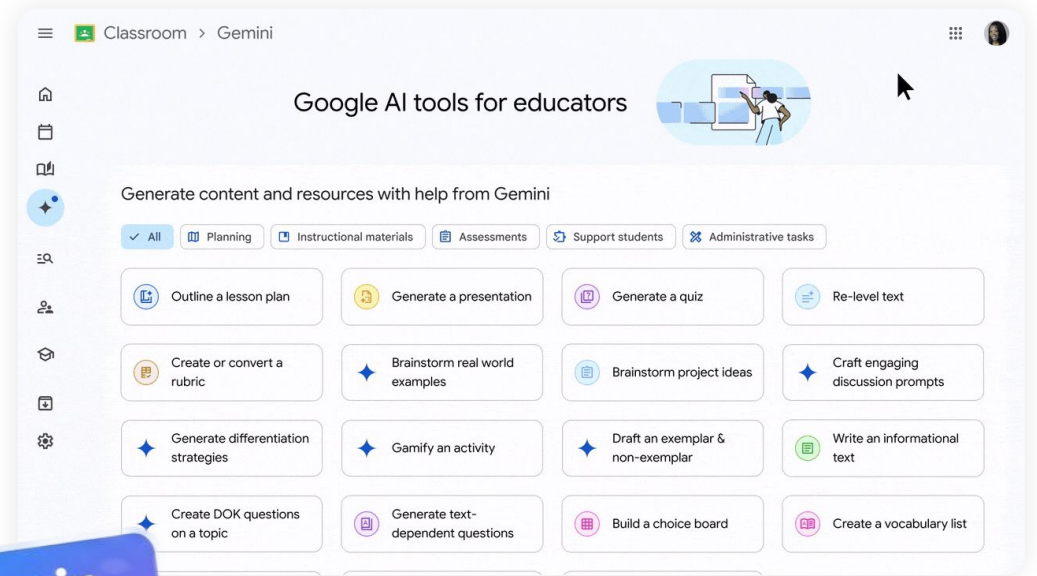 Classroom > Gemini
Google AI tools for educators
Generate content and resources with help from Gemini
All
Planning
Instructional materials
Assessments
Support students
Administrative tasks
Outline a lesson plan
Generate a presentation
Generate a quiz
Re-level text
Create or convert a
rubric
Brainstorm real world
examples
Brainstorm project ideas
Craft engaging
discussion prompts
Generate differentiation
strategies
Gamify an activity
Draft an exemplar &
non-exemplar
Write an informational
text
Create DOK questions
on a topic
Generate text-
dependent questions
Build a choice board
Create a vocabulary list